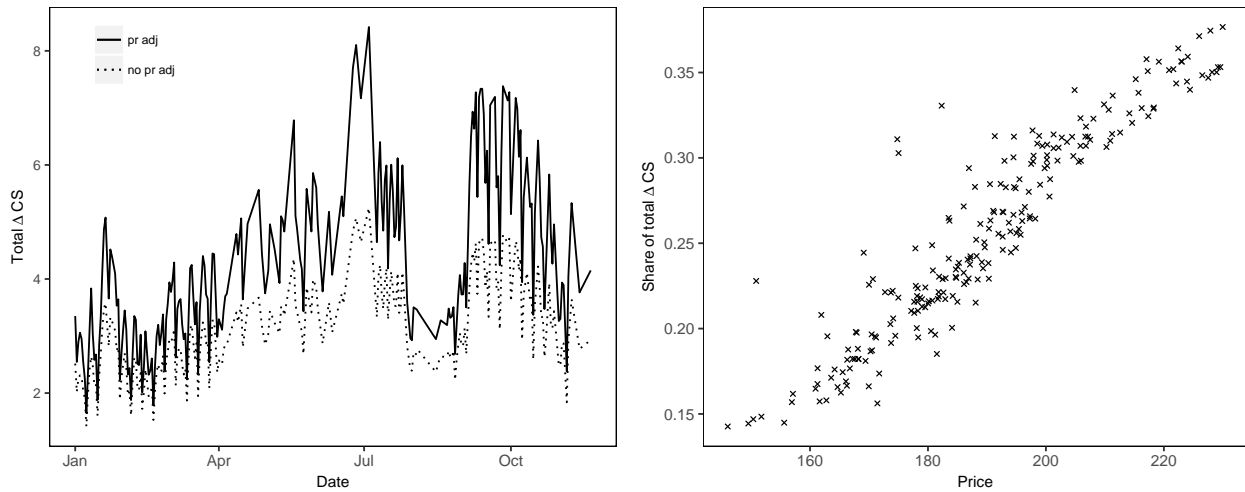 Total Δ CS
8
6
4
2
pr adj
no pr adj
Jan
Apr
Jul
Oct
Date
Share of total Δ CS
0.35
0.30
0.25
0.20
0.15
160
180
200
220
Price